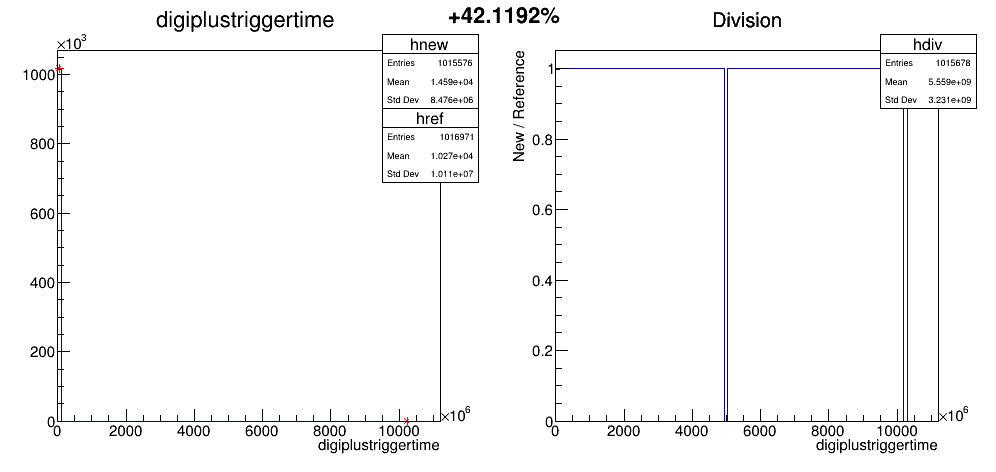 +42.1192%
digiplustriggertime
×10³
hnew
Entries 1015576
Mean 1.459e+04
Std Dev 8.476e+06
href
Entries 1016971
Mean 1.027e+04
Std Dev 1.011e+07
1000
800
600
400
200
0
0 2000 4000 6000 8000 10000
×10⁶
digiplustriggertime
Division
hdiv
Entries 1015678
Mean 5.559e+09
Std Dev 3.231e+09
New / Reference
1
0.8
0.6
0.4
0.2
0
0 2000 4000 6000 8000 10000
×10⁶
digiplustriggertime